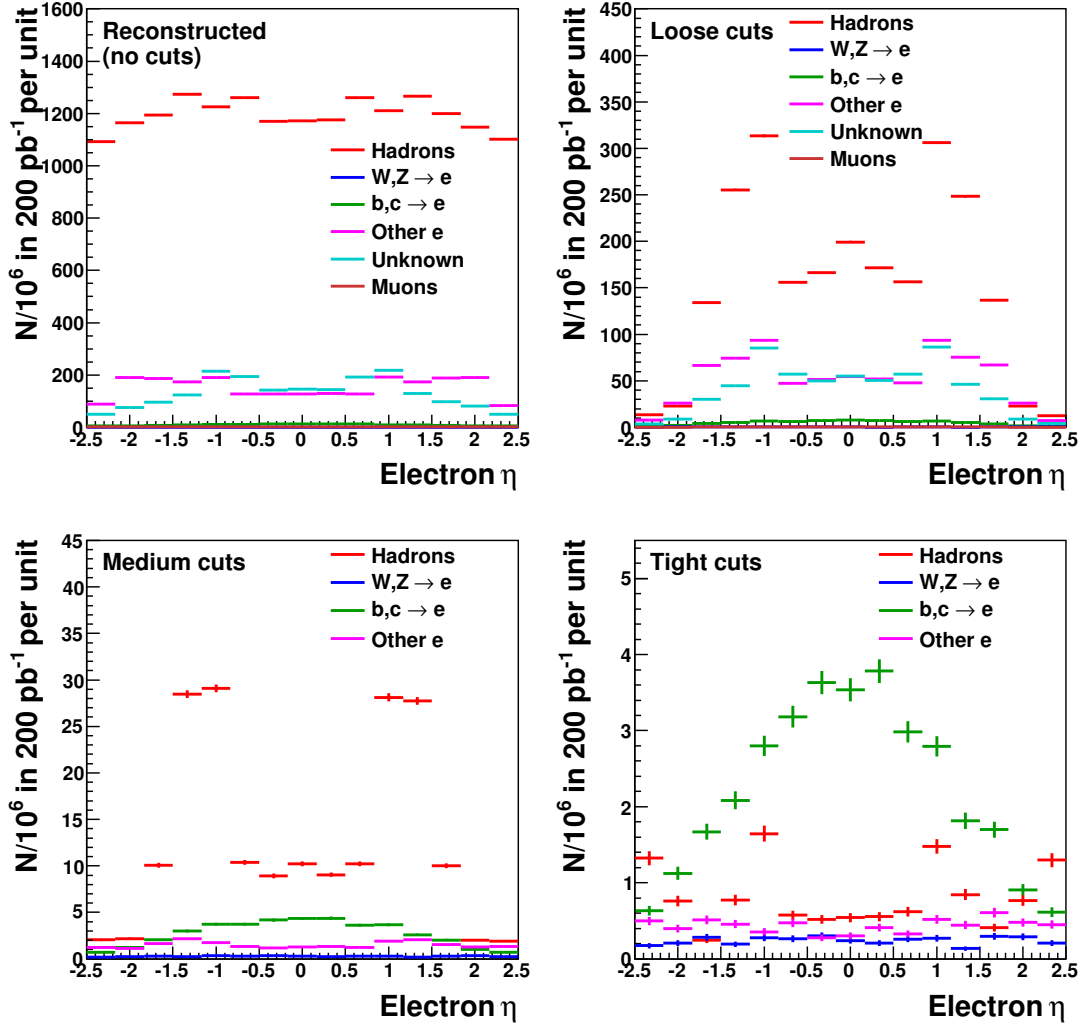 N/10⁶ in 200 pb⁻¹ per unit
1600
1400
1200
1000
800
600
400
200
0
Reconstructed
(no cuts)
Hadrons
W,Z → e
b,c → e
Other e
Unknown
Muons
-2.5 -2 -1.5 -1 -0.5 0 0.5 1 1.5 2 2.5
Electron η
N/10⁶ in 200 pb⁻¹ per unit
450
400
350
300
250
200
150
100
50
0
Loose cuts
Hadrons
W,Z → e
b,c → e
Other e
Unknown
Muons
-2.5 -2 -1.5 -1 -0.5 0 0.5 1 1.5 2 2.5
Electron η
N/10⁶ in 200 pb⁻¹ per unit
45
40
35
30
25
20
15
10
5
0
Medium cuts
Hadrons
W,Z → e
b,c → e
Other e
-2.5 -2 -1.5 -1 -0.5 0 0.5 1 1.5 2 2.5
Electron η
N/10⁶ in 200 pb⁻¹ per unit
5
4
3
2
1
0
Tight cuts
Hadrons
W,Z → e
b,c → e
Other e
-2.5 -2 -1.5 -1 -0.5 0 0.5 1 1.5 2 2.5
Electron η